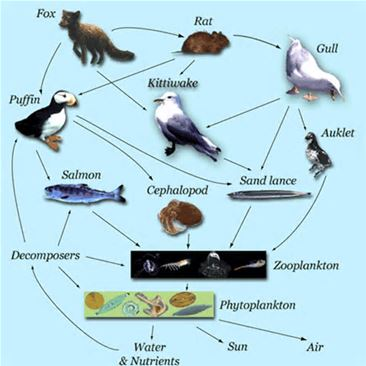 Fox
Rat
Gull
Kittiwake
Puffin
Auklet
Salmon
Cephalopod
Sand lance
Decomposers
Zooplankton
Phytoplankton
Water
& Nutrients
Sun
Air